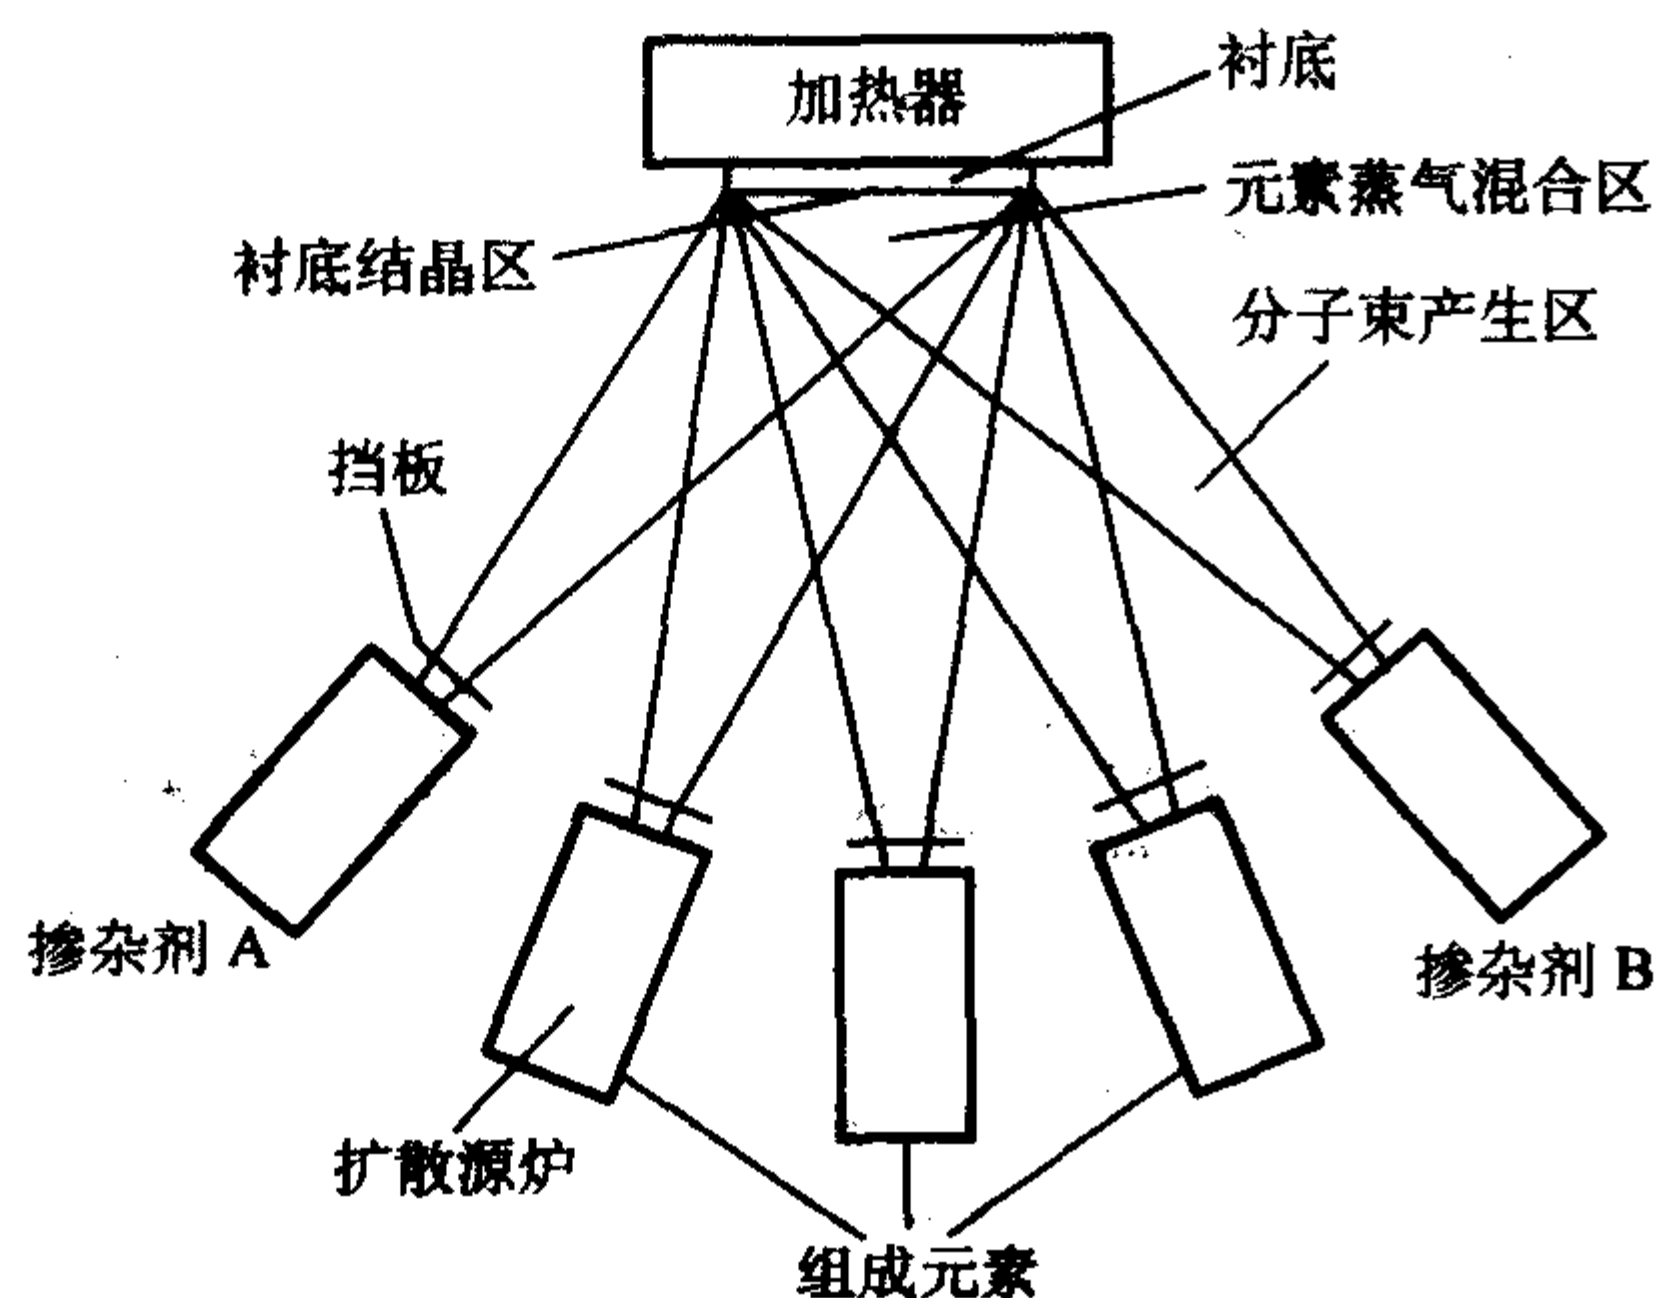 加热器
衬底
元素蒸气混合区
衬底结晶区
分子束产生区
挡板
掺杂剂 A
掺杂剂 B
扩散源炉
组成元素